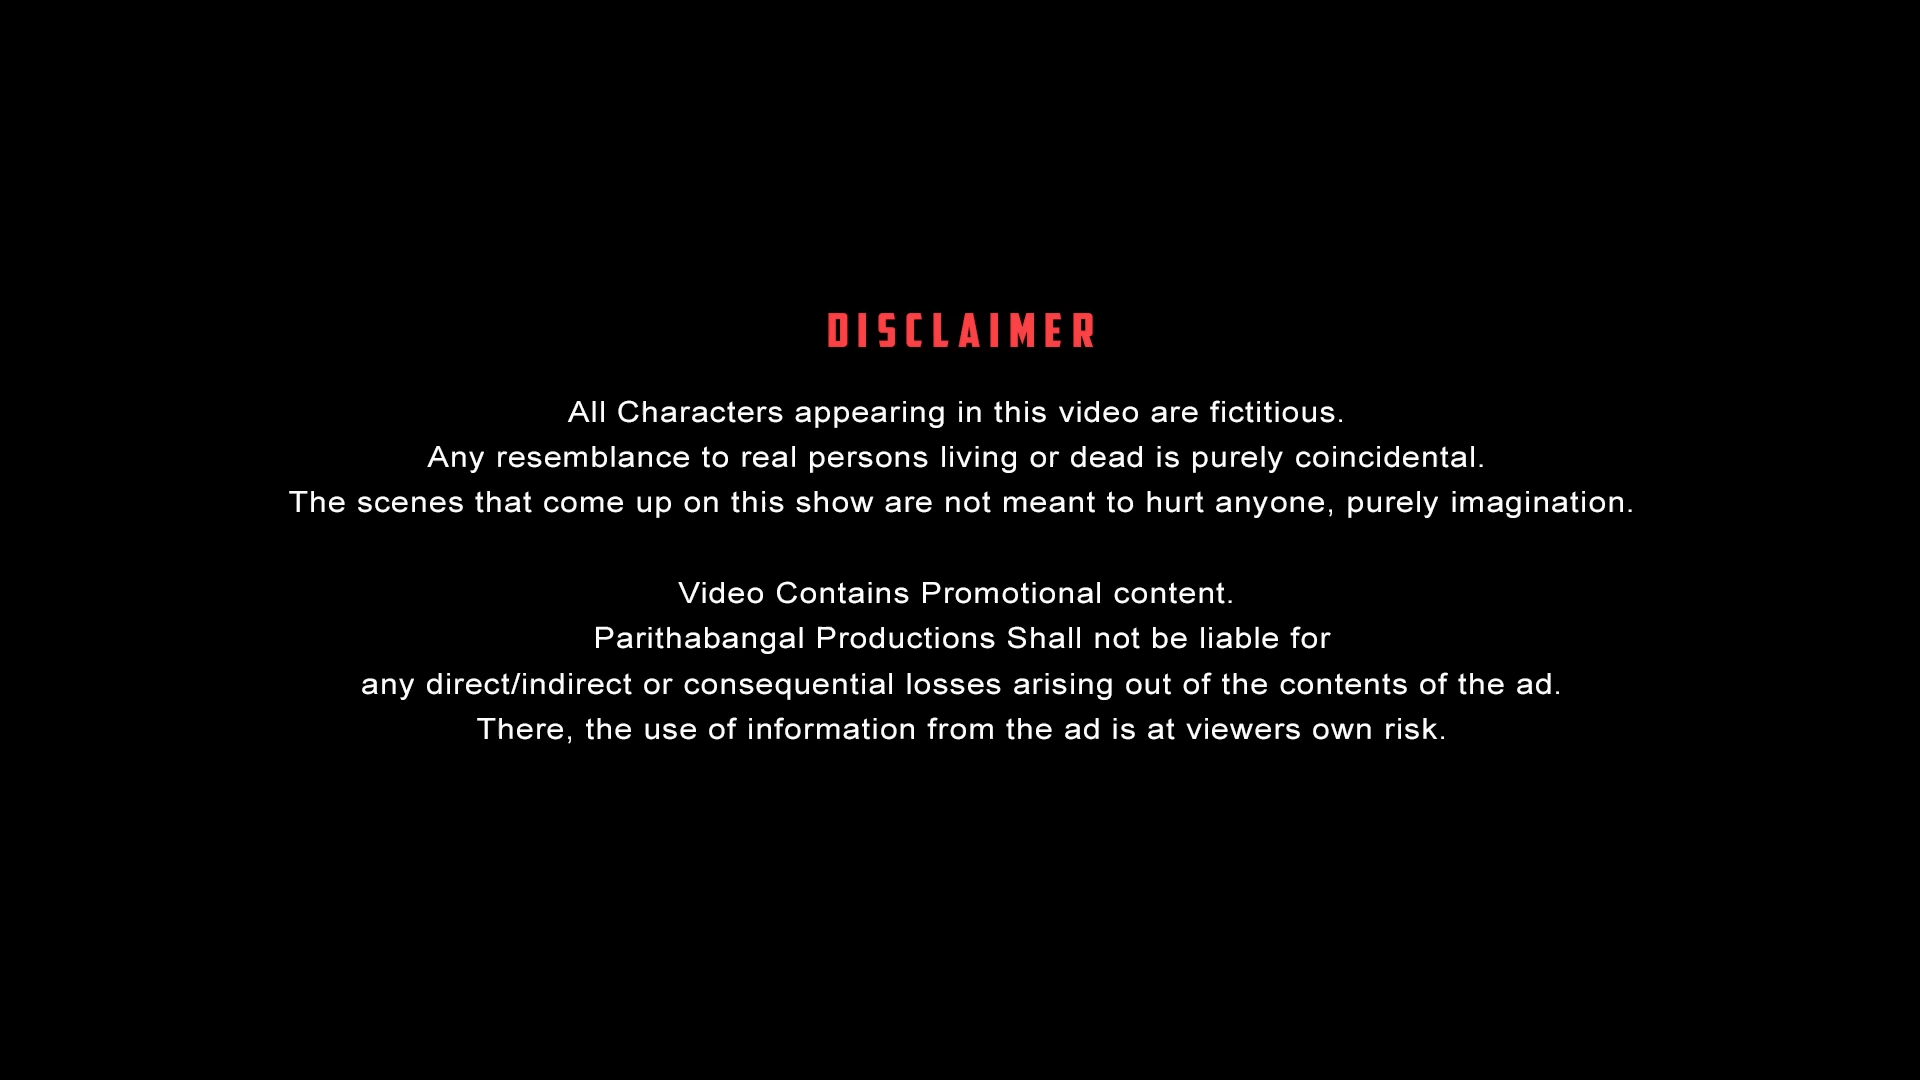 DISCLAIMER
All Characters appearing in this video are fictitious.
Any resemblance to real persons living or dead is purely coincidental.
The scenes that come up on this show are not meant to hurt anyone, purely imagination.
Video Contains Promotional content.
Parithabangal Productions Shall not be liable for
any direct/indirect or consequential losses arising out of the contents of the ad.
There, the use of information from the ad is at viewers own risk.